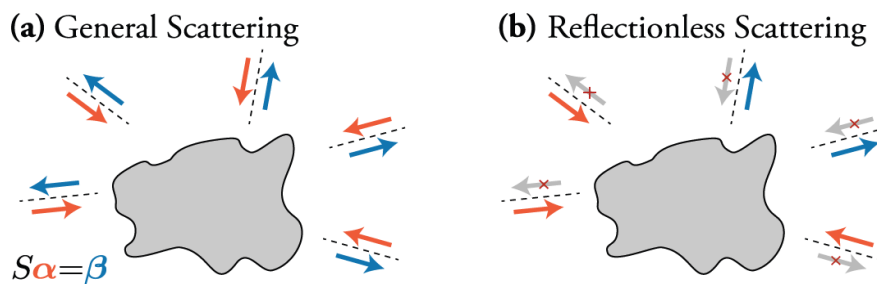 (a) General Scattering
(b) Reflectionless Scattering
Sα=β